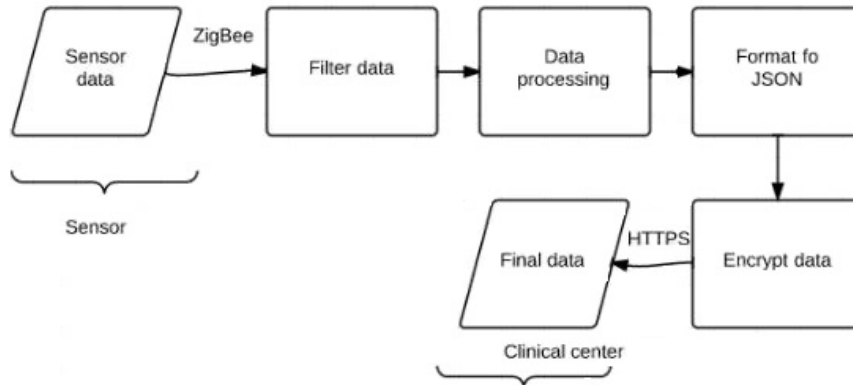 ZigBee
Sensor
data
Filter data
Data
processing
Format fo
JSON
Sensor
Final data
HTTPS
Encrypt data
Clinical center